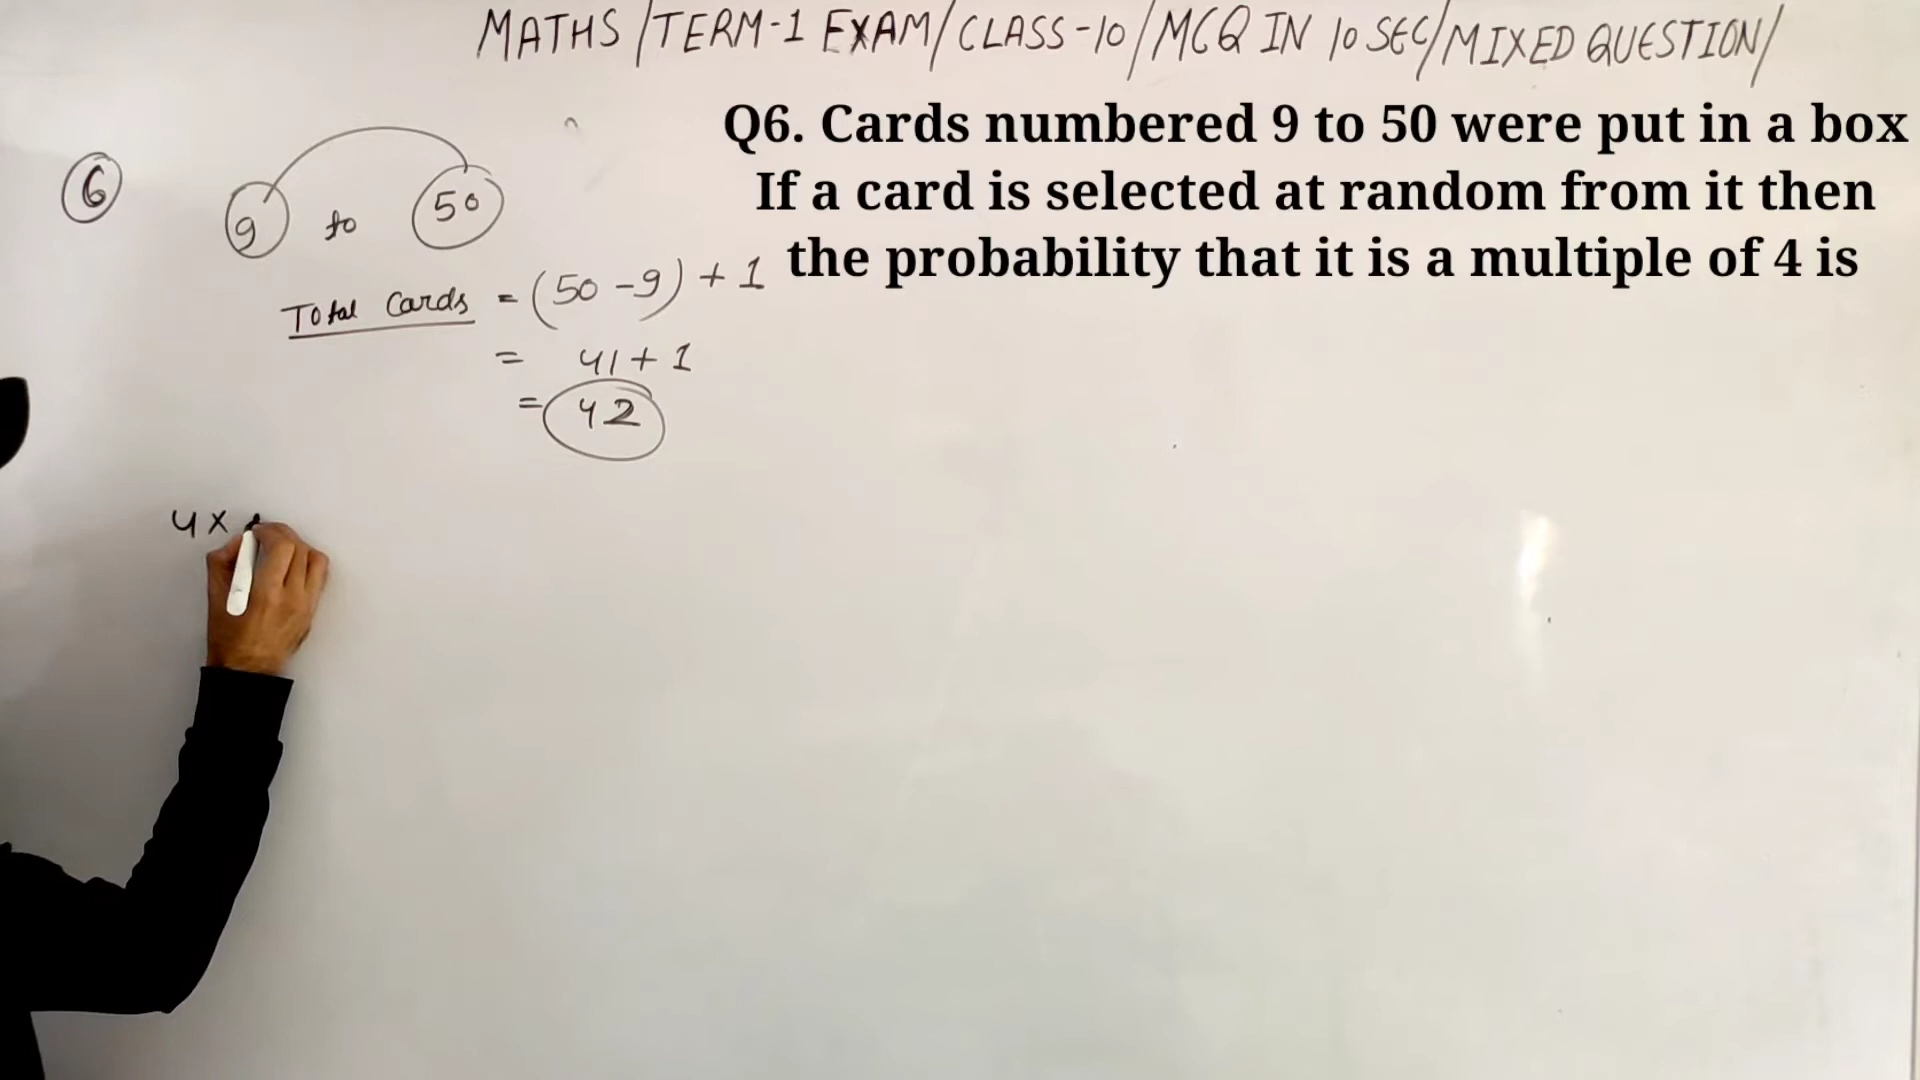 MATHS /TERM-1 EXAM/CLASS-10/MCQ IN 10 SEC/MIXED QUESTION/
Q6. Cards numbered 9 to 50 were put in a box
If a card is selected at random from it then
the probability that it is a multiple of 4 is
6
9 to 50
Total Cards = (50-9) + 1
= 41 + 1
= 42
4 ×